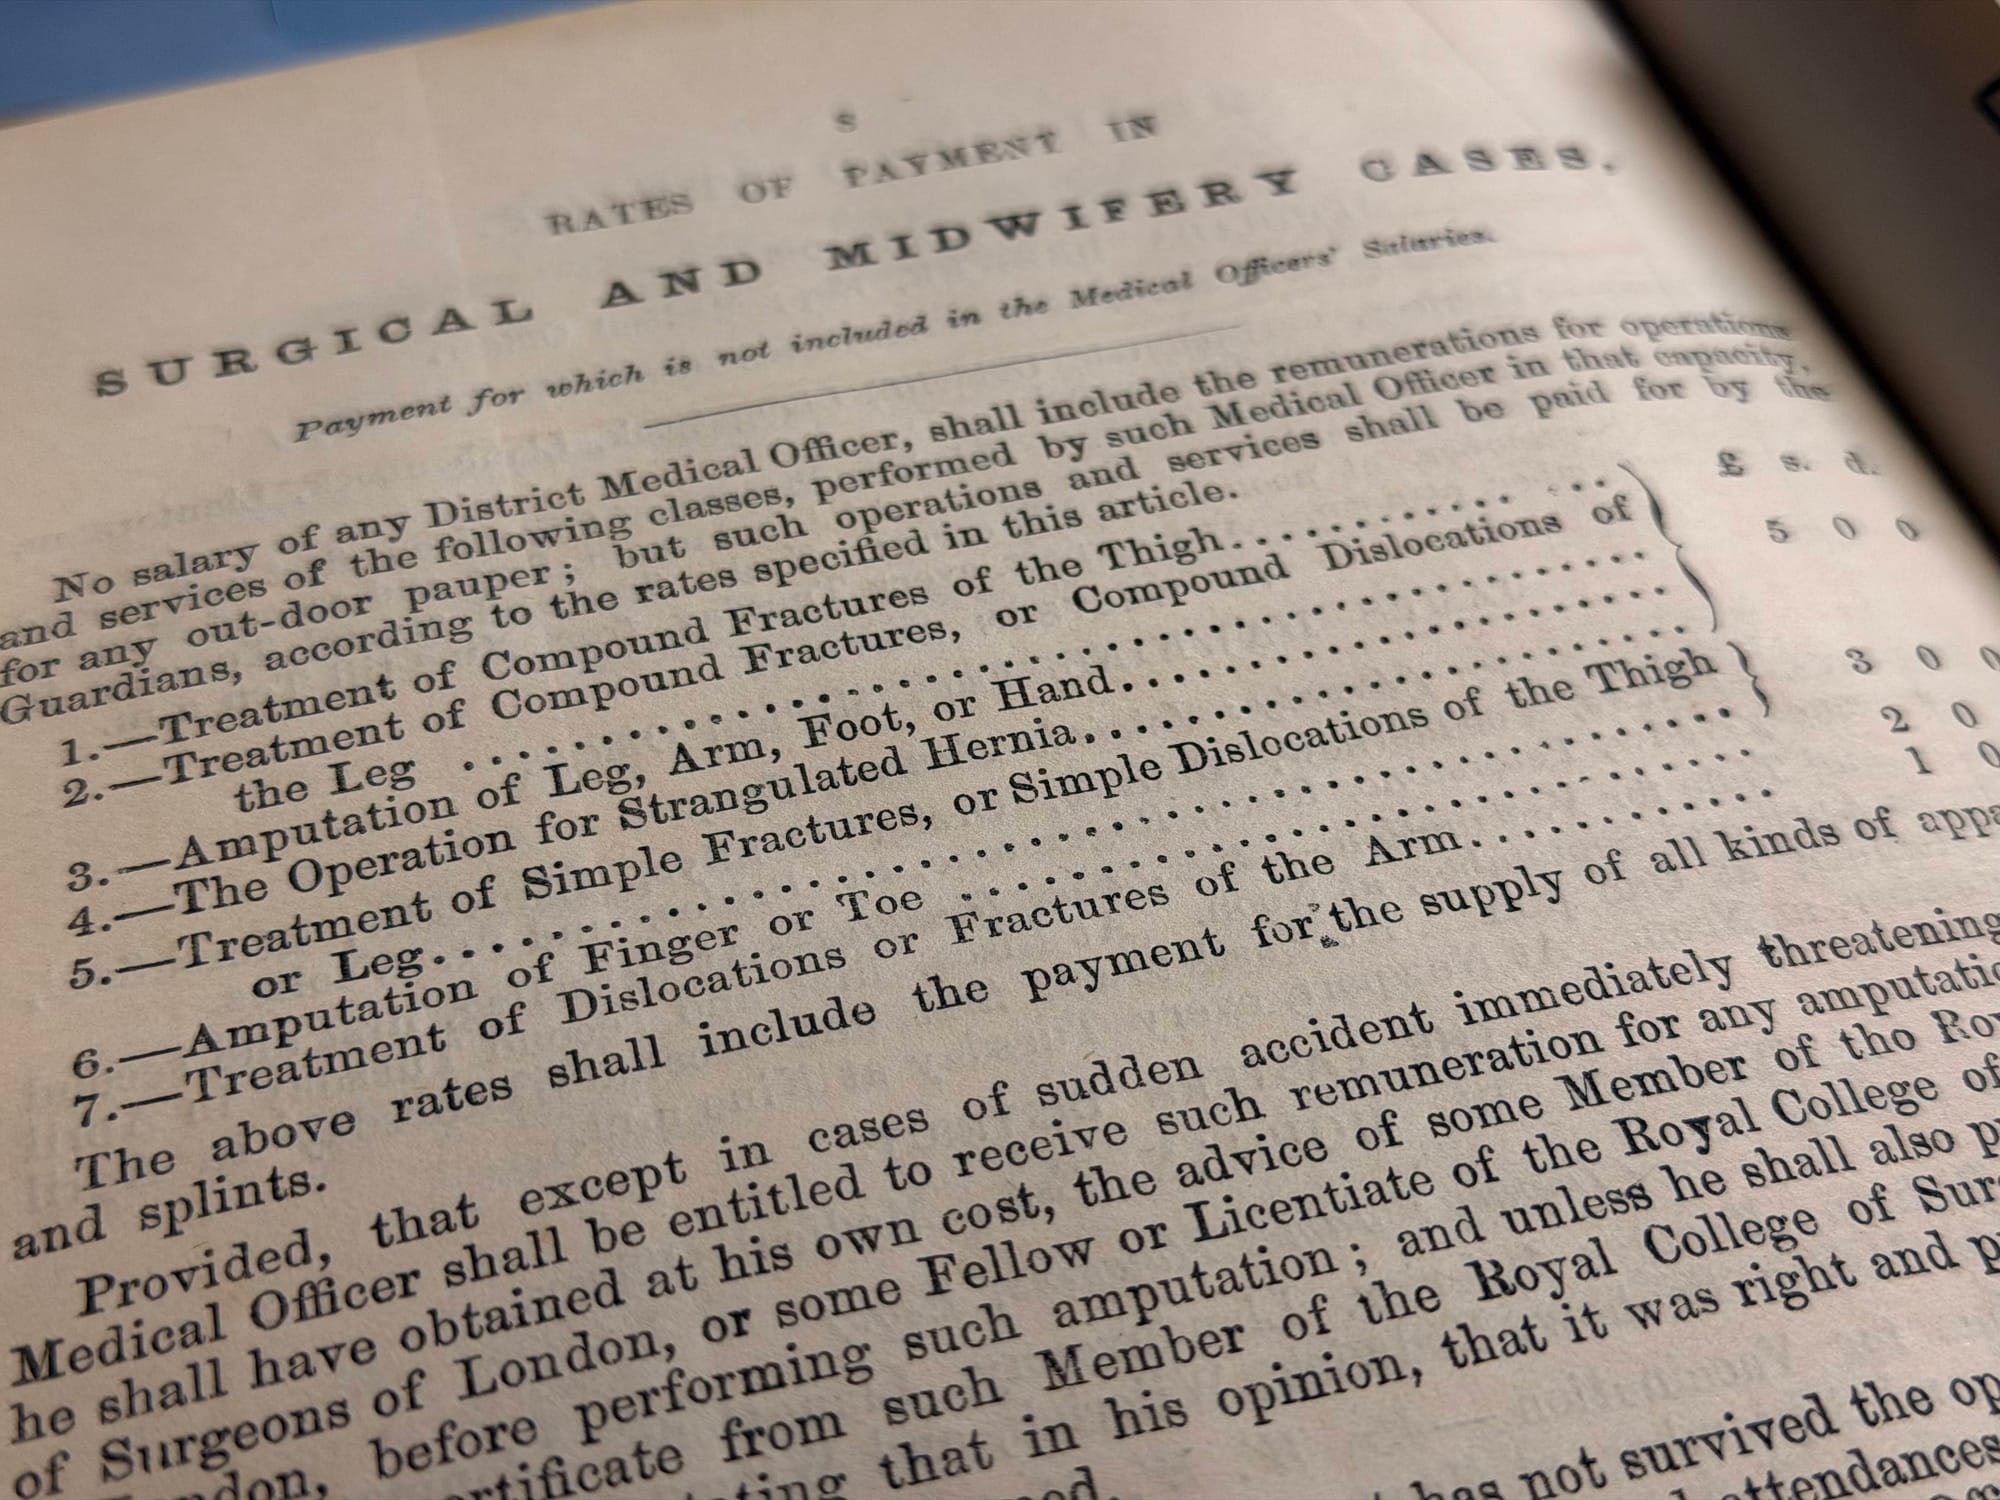 8
RATES OF PAYMENT IN
SURGICAL AND MIDWIFERY CASES.
Payment for which is not included in the Medical Officers' Salaries.
No salary of any District Medical Officer, shall include the remunerations for operations
and services of the following classes, performed by such Medical Officer in that capacity,
for any out-door pauper; but such operations and services shall be paid for by the
Guardians, according to the rates specified in this article.
£ s. d.
1.—Treatment of Compound Fractures of the Thigh
2.—Treatment of Compound Fractures, or Compound Dislocations of
the Leg
5 0 0
3.—Amputation of Leg, Arm, Foot, or Hand
4.—The Operation for Strangulated Hernia
5.—Treatment of Simple Fractures, or Simple Dislocations of the Thigh
or Leg
3 0 0
6.—Amputation of Finger or Toe 2 0
7.—Treatment of Dislocations or Fractures of the Arm 1 0
The above rates shall include the payment for the supply of all kinds of appa
and splints.
Provided, that except in cases of sudden accident immediately threatening
Medical Officer shall be entitled to receive such remuneration for any amputatio
he shall have obtained at his own cost, the advice of some Member of the Roy
of Surgeons of London, or some Fellow or Licentiate of the Royal College of
ondon, before performing such amputation; and unless he shall also p
ertificate from such Member of the Royal College of Sur
ting that in his opinion, that it was right and p
med.
has not survived the op
attendances